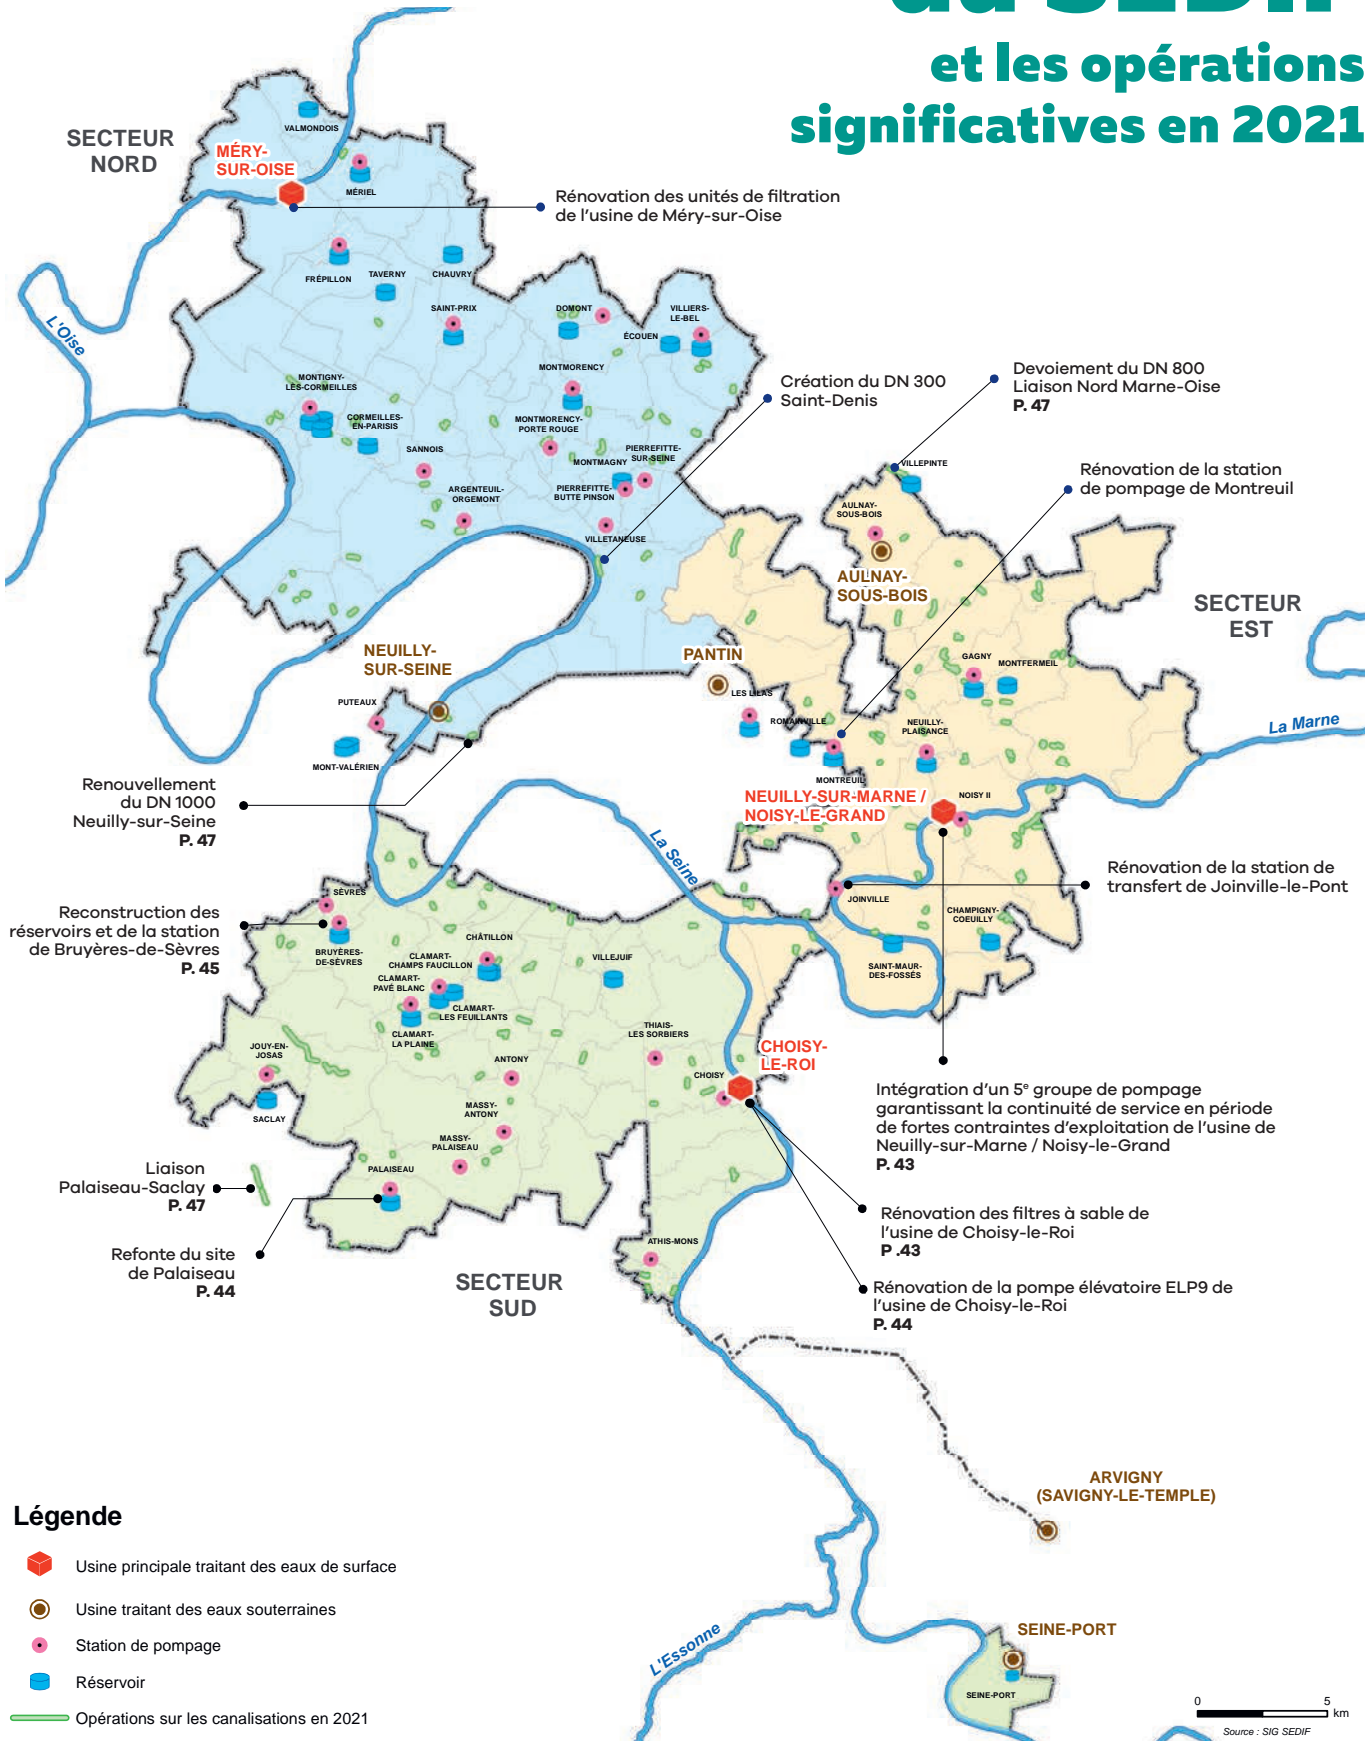 et les opérations
significatives en 2021
SECTEUR
NORD
VALMONDOIS
MÉRY-
SUR-OISE
MÉRIEL
Rénovation des unités de filtration
de l'usine de Méry-sur-Oise
FRÉPILLON
TAVERNY
CHAUVRY
SAINT-PRIX
DOMONT
VILLIERS-
LE-BEL
ÉCOUEN
L'Oise
MONTMORENCY
MONTIGNY-
LES-CORMEILLES
CORMEILLES-
EN-PARISIS
MONTMORENCY-
PORTE ROUGE
SANNOIS
MONTMAGNY
PIERREFITTE-
SUR-SEINE
PIERREFITTE-
BUTTE PINSON
ARGENTEUIL-
ORGEMONT
VILLETANEUSE
Création du DN 300
Saint-Denis
Devoiement du DN 800
Liaison Nord Marne-Oise
P. 47
VILLEPINTE
Rénovation de la station
de pompage de Montreuil
AULNAY-
SOUS-BOIS
AULNAY-
SOUS-BOIS
SECTEUR
EST
NEUILLY-
SUR-SEINE
PANTIN
GAGNY
MONTFERMEIL
PUTEAUX
LES LILAS
ROMAINVILLE
NEUILLY-
PLAISANCE
La Marne
MONT-VALÉRIEN
MONTREUIL
Renouvellement
du DN 1000
Neuilly-sur-Seine
P. 47
NEUILLY-SUR-MARNE /
NOISY-LE-GRAND
NOISY II
La Seine
Rénovation de la station de
transfert de Joinville-le-Pont
JOINVILLE
CHAMPIGNY-
COEUILLY
SAINT-MAUR-
DES-FOSSÉS
SÈVRES
Reconstruction des
réservoirs et de la station
de Bruyères-de-Sèvres
P. 45
BRUYÈRES-
DE-SÈVRES
CHÂTILLON
CLAMART-
CHAMPS FAUCILLON
CLAMART-
PAVÉ BLANC
CLAMART-
LES FEUILLANTS
CLAMART-
LA PLAINE
VILLEJUIF
THIAIS-
LES SORBIERS
JOUY-EN-
JOSAS
ANTONY
CHOISY
CHOISY-
LE-ROI
SACLAY
MASSY-
ANTONY
MASSY-
PALAISEAU
PALAISEAU
Intégration d'un 5e groupe de pompage
garantissant la continuité de service en période
de fortes contraintes d'exploitation de l'usine de
Neuilly-sur-Marne / Noisy-le-Grand
P. 43
Liaison
Palaiseau-Saclay
P. 47
Rénovation des filtres à sable de
l'usine de Choisy-le-Roi
P .43
Refonte du site
de Palaiseau
P. 44
ATHIS-MONS
SECTEUR
SUD
Rénovation de la pompe élévatoire ELP9 de
l'usine de Choisy-le-Roi
P. 44
ARVIGNY
(SAVIGNY-LE-TEMPLE)
Légende
Usine principale traitant des eaux de surface
Usine traitant des eaux souterraines
Station de pompage
Réservoir
Opérations sur les canalisations en 2021
L'Essonne
SEINE-PORT
SEINE-PORT
0 5
km
Source : SIG SEDIF